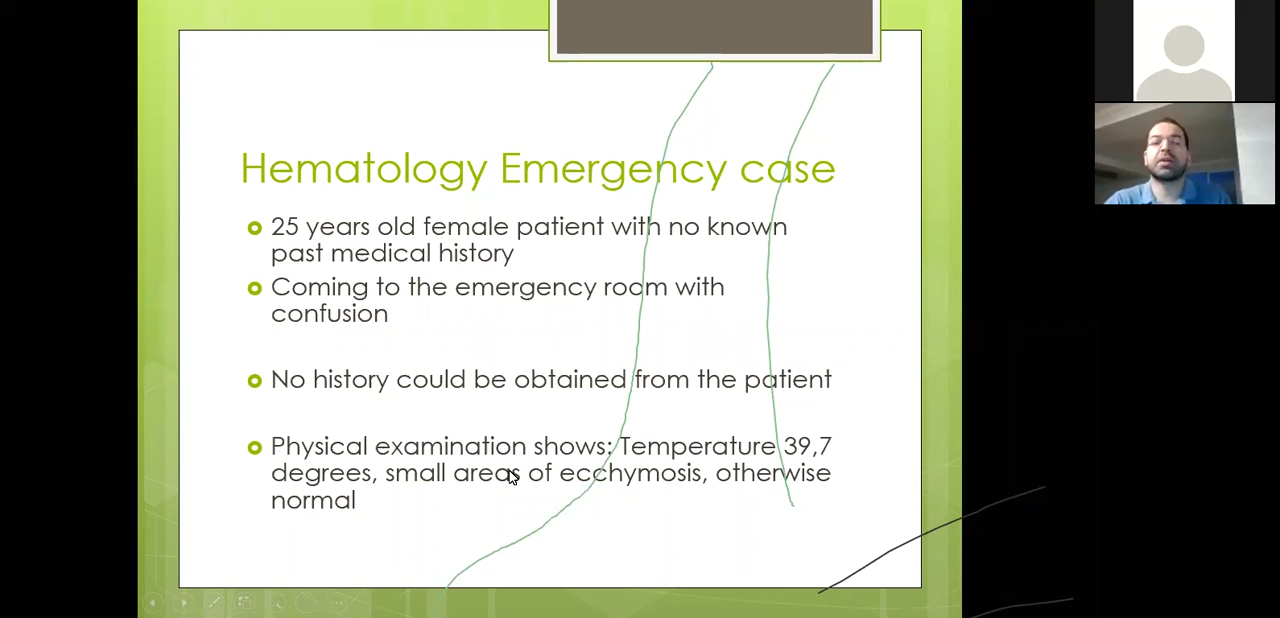 Hematology Emergency case
25 years old female patient with no known
past medical history
Coming to the emergency room with
confusion
No history could be obtained from the patient
Physical examination shows: Temperature 39,7
degrees, small areas of ecchymosis, otherwise
normal